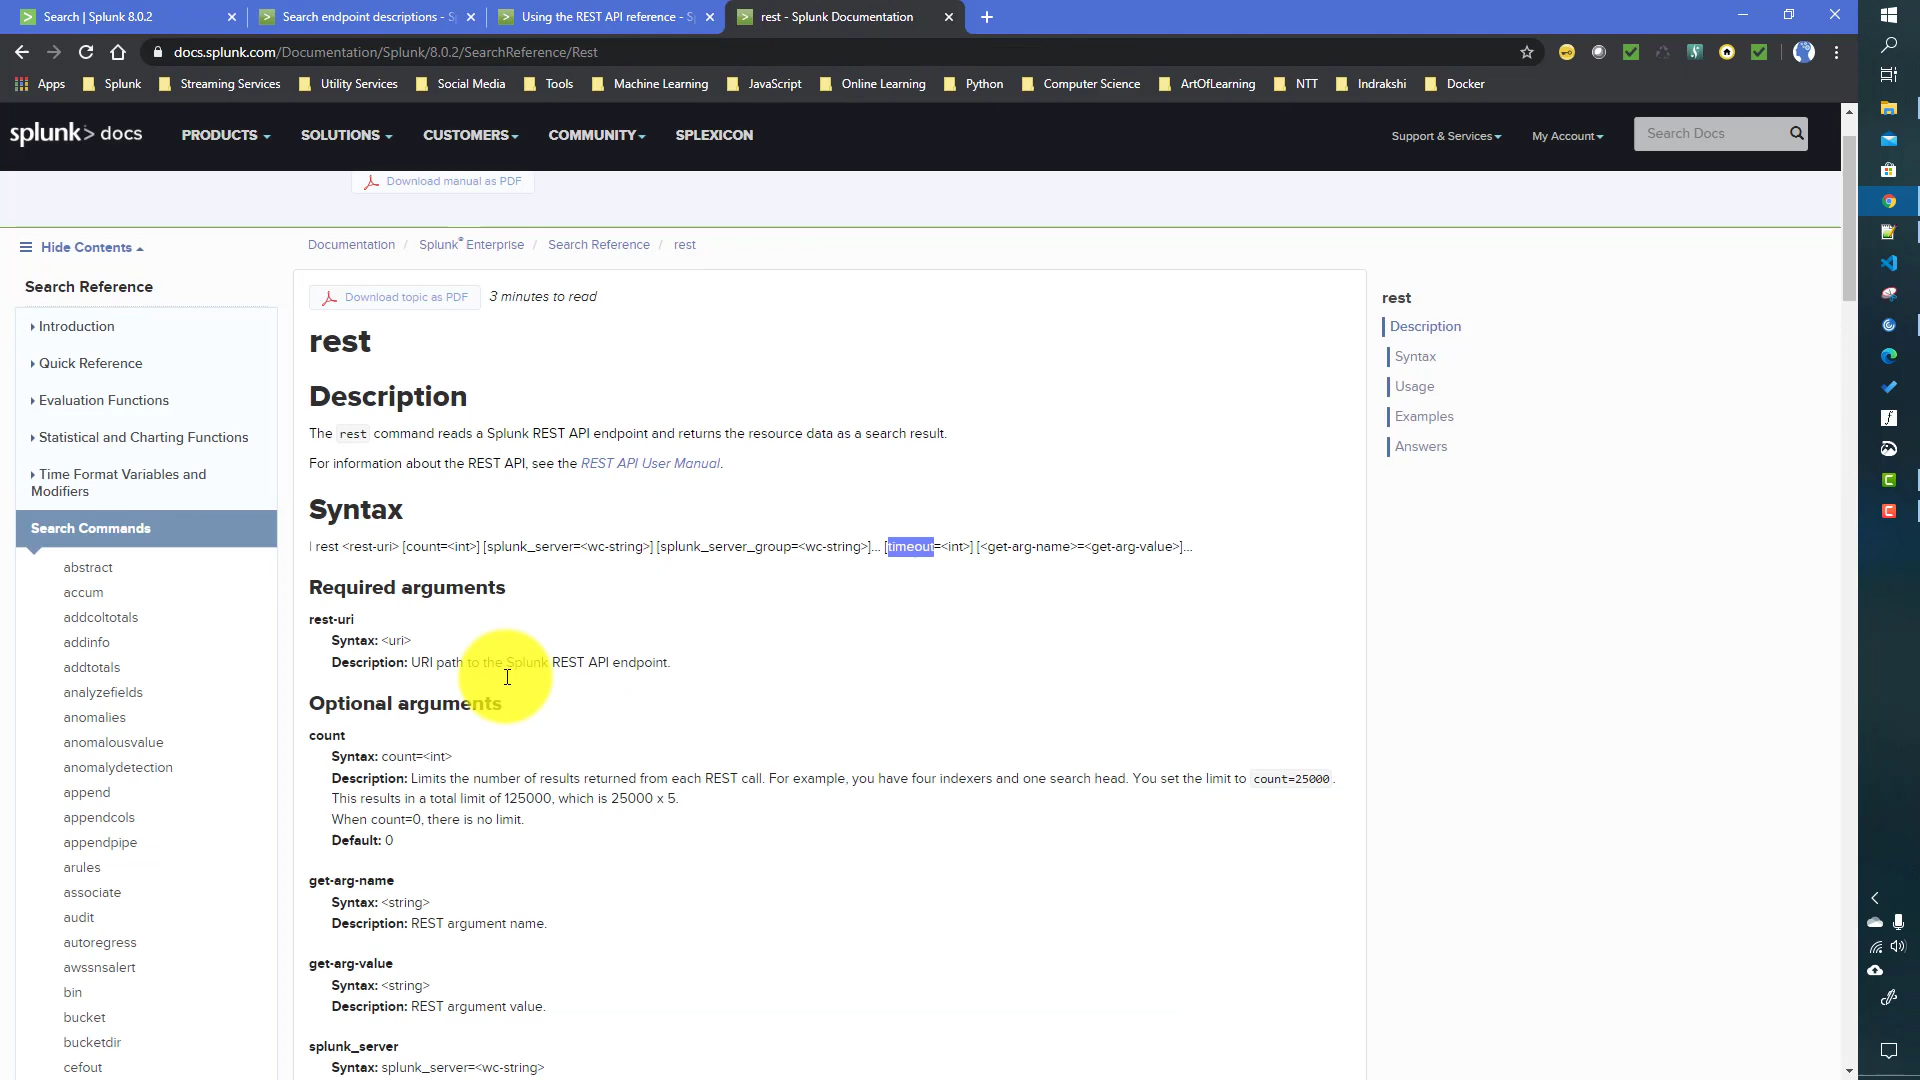 Search | Splunk 8.0.2
Search endpoint descriptions - S
Using the REST API reference - S
rest - Splunk Documentation
docs.splunk.com/Documentation/Splunk/8.0.2/SearchReference/Rest
Apps
Splunk
Streaming Services
Utility Services
Social Media
Tools
Machine Learning
JavaScript
Online Learning
Python
Computer Science
ArtOfLearning
NTT
Indrakshi
Docker
splunk> docs
PRODUCTS
SOLUTIONS
CUSTOMERS
COMMUNITY
SPLEXICON
Support & Services
My Account
Search Docs
Download manual as PDF
Hide Contents
Documentation / Splunk® Enterprise / Search Reference / rest
Search Reference
Introduction
Quick Reference
Evaluation Functions
Statistical and Charting Functions
Time Format Variables and
Modifiers
Search Commands
abstract
accum
addcoltotals
addinfo
addtotals
analyzefields
anomalies
anomalousvalue
anomalydetection
append
appendcols
appendpipe
arules
associate
audit
autoregress
awssnsalert
bin
bucket
bucketdir
cefout
Download topic as PDF
3 minutes to read
rest
Description
The rest command reads a Splunk REST API endpoint and returns the resource data as a search result.
For information about the REST API, see the REST API User Manual.
Syntax
| rest <rest-uri> [count=<int>] [splunk_server=<wc-string>] [splunk_server_group=<wc-string>]... [timeout=<int>] [<get-arg-name>=<get-arg-value>]...
Required arguments
rest-uri
Syntax: <uri>
Description: URI path to the Splunk REST API endpoint.
Optional arguments
count
Syntax: count=<int>
Description: Limits the number of results returned from each REST call. For example, you have four indexers and one search head. You set the limit to count=25000.
This results in a total limit of 125000, which is 25000 x 5.
When count=0, there is no limit.
Default: 0
get-arg-name
Syntax: <string>
Description: REST argument name.
get-arg-value
Syntax: <string>
Description: REST argument value.
splunk_server
Syntax: splunk_server=<wc-string>
rest
Description
Syntax
Usage
Examples
Answers